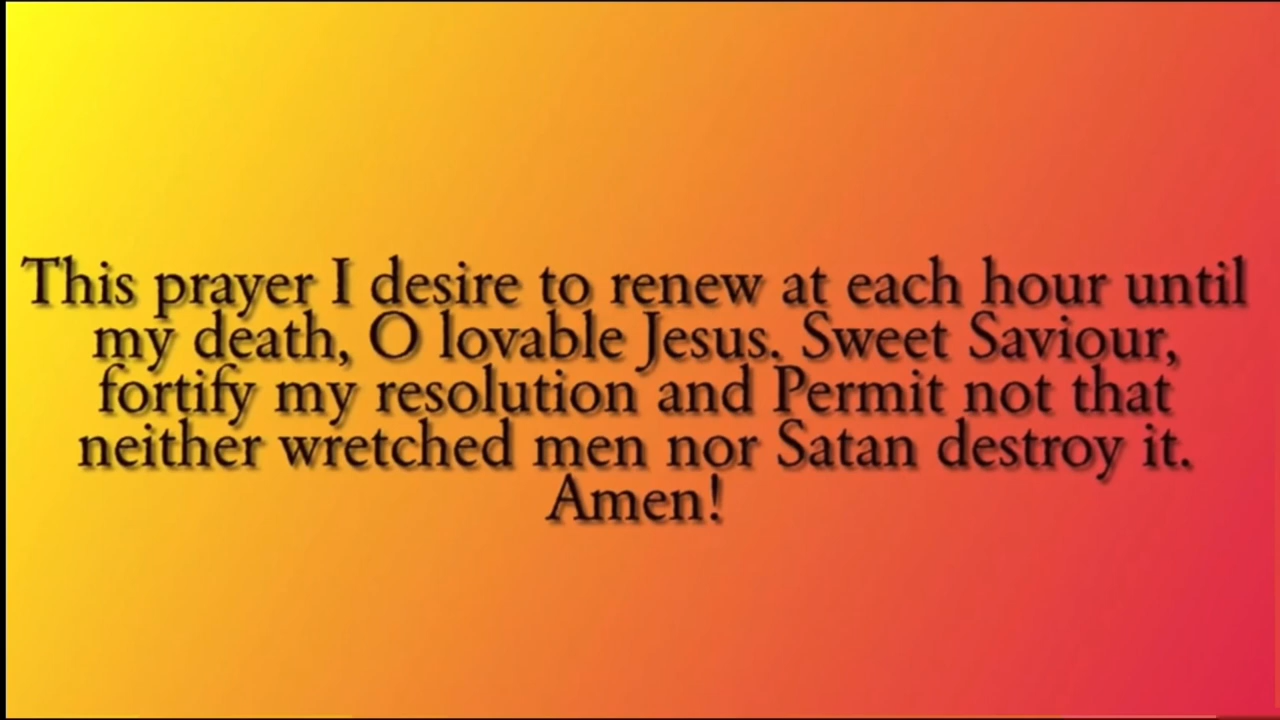 This prayer I desire to renew at each hour until
my death, O lovable Jesus. Sweet Saviour,
fortify my resolution and Permit not that
neither wretched men nor Satan destroy it.
Amen!